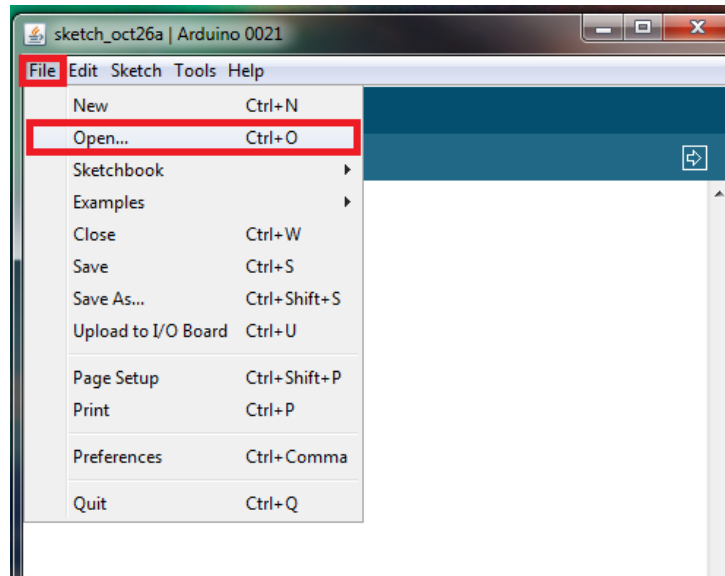 sketch_oct26a | Arduino 0021
File Edit Sketch Tools Help
New Ctrl+N
Open... Ctrl+O
Sketchbook
Examples
Close Ctrl+W
Save Ctrl+S
Save As... Ctrl+Shift+S
Upload to I/O Board Ctrl+U
Page Setup Ctrl+Shift+P
Print Ctrl+P
Preferences Ctrl+Comma
Quit Ctrl+Q